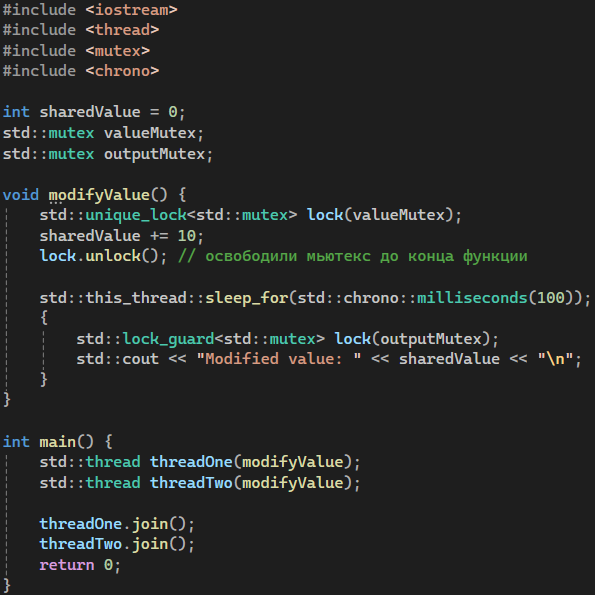 #include <iostream>
#include <thread>
#include <mutex>
#include <chrono>

int sharedValue = 0;
std::mutex valueMutex;
std::mutex outputMutex;

void modifyValue() {
    std::unique_lock<std::mutex> lock(valueMutex);
    sharedValue += 10;
    lock.unlock(); // освободили мьютекс до конца функции

    std::this_thread::sleep_for(std::chrono::milliseconds(100));
    {
        std::lock_guard<std::mutex> lock(outputMutex);
        std::cout << "Modified value: " << sharedValue << "\n";
    }
}

int main() {
    std::thread threadOne(modifyValue);
    std::thread threadTwo(modifyValue);

    threadOne.join();
    threadTwo.join();
    return 0;
}